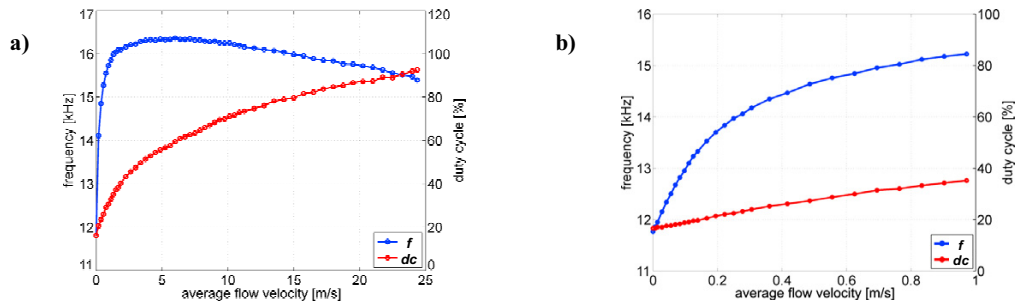 a)
frequency [kHz]
17
16
15
14
13
12
11
120
100
80
60
40
20
0
duty cycle [%]
0 5 10 15 20 25
average flow velocity [m/s]
f
dc
b)
frequency [kHz]
16
15
14
13
12
11
100
80
60
40
20
0
duty cycle [%]
0 0.2 0.4 0.6 0.8 1
average flow velocity [m/s]
f
dc